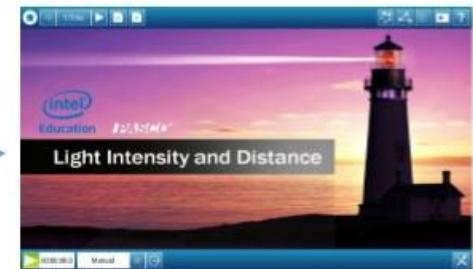 intel
Education
PASCO
Light Intensity and Distance
Manual